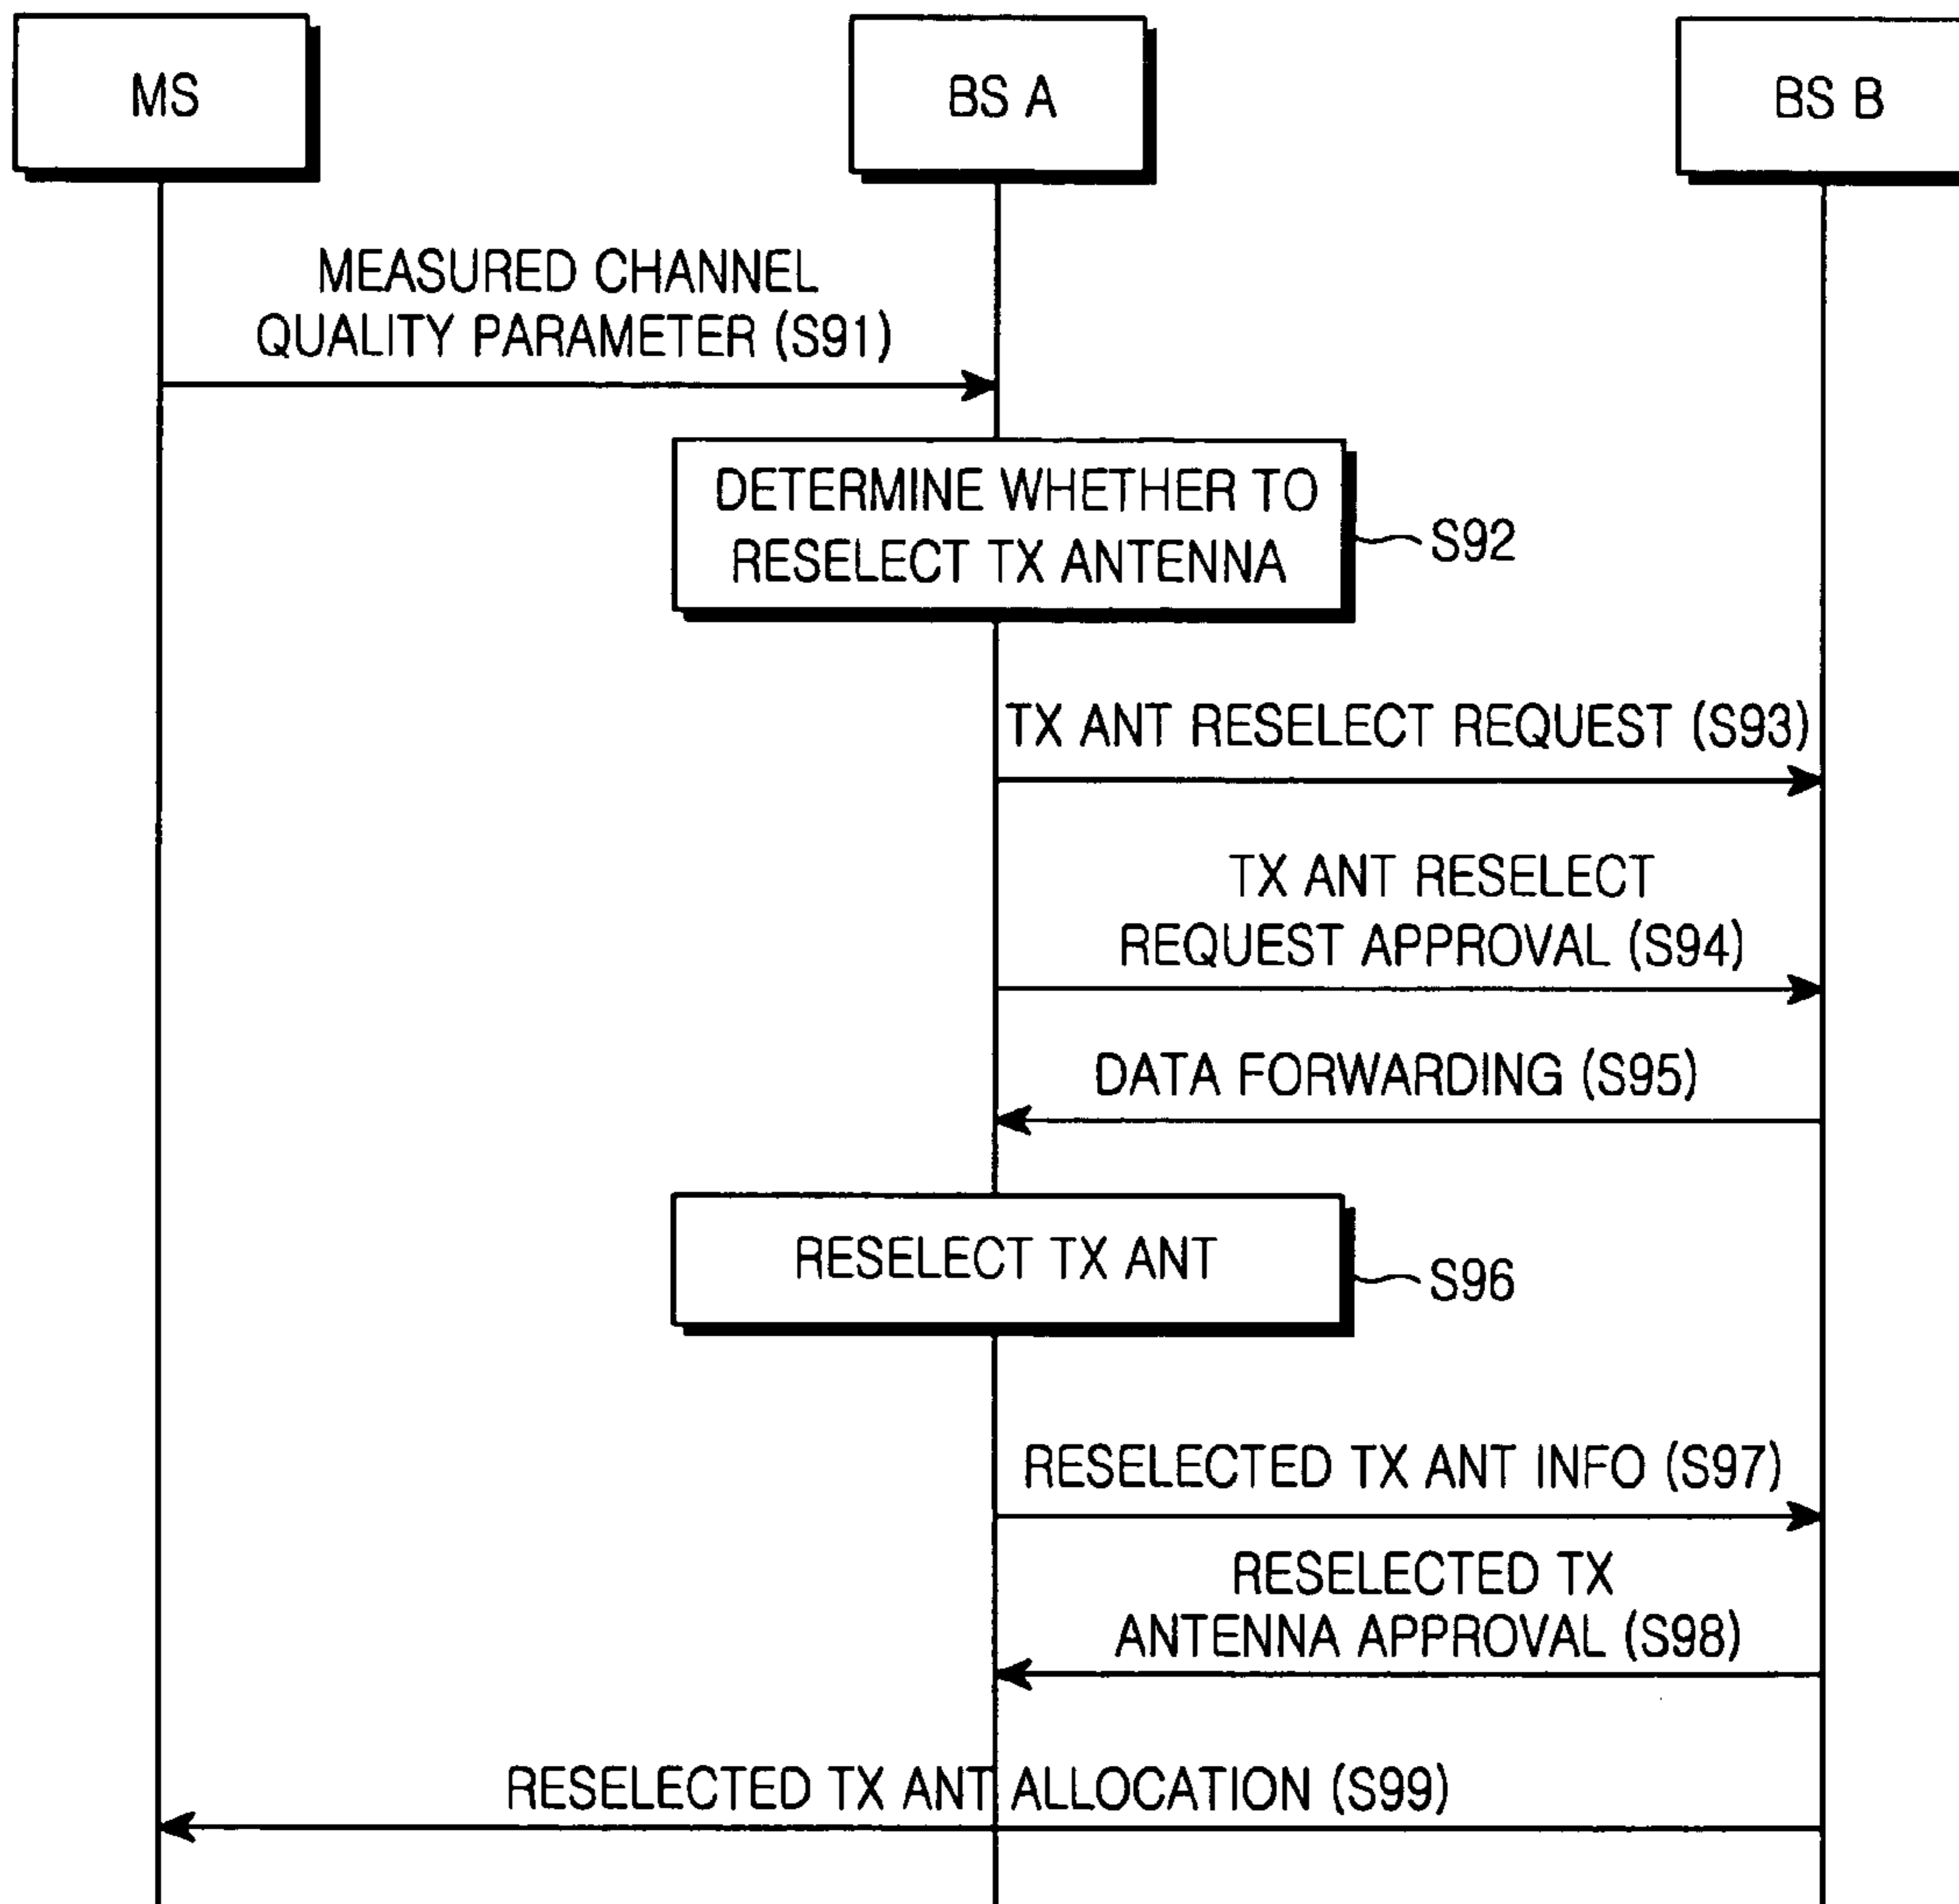 MS
BS A
BS B
MEASURED CHANNEL
QUALITY PARAMETER (S91)
DETERMINE WHETHER TO
RESELECT TX ANTENNA
S92
TX ANT RESELECT REQUEST (S93)
TX ANT RESELECT
REQUEST APPROVAL (S94)
DATA FORWARDING (S95)
RESELECT TX ANT
S96
RESELECTED TX ANT INFO (S97)
RESELECTED TX
ANTENNA APPROVAL (S98)
RESELECTED TX ANT ALLOCATION (S99)